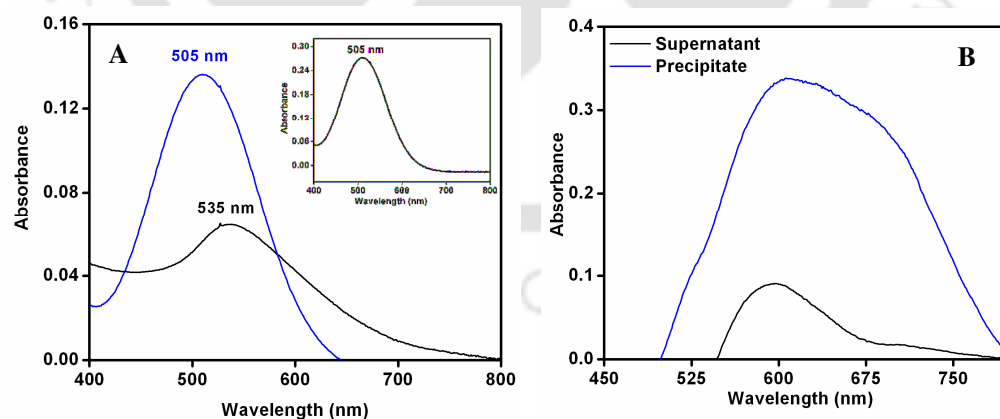 A
505 nm
535 nm
0.16
0.12
0.08
0.04
0.00
Absorbance
400 500 600 700 800
Wavelength (nm)
505 nm
0.30
0.24
0.18
0.12
0.06
0.00
Absorbance
400 500 600 700 800
Wavelength (nm)
B
Supernatant
Precipitate
0.4
0.3
0.2
0.1
0.0
Absorbance
450 525 600 675 750
Wavelength (nm)